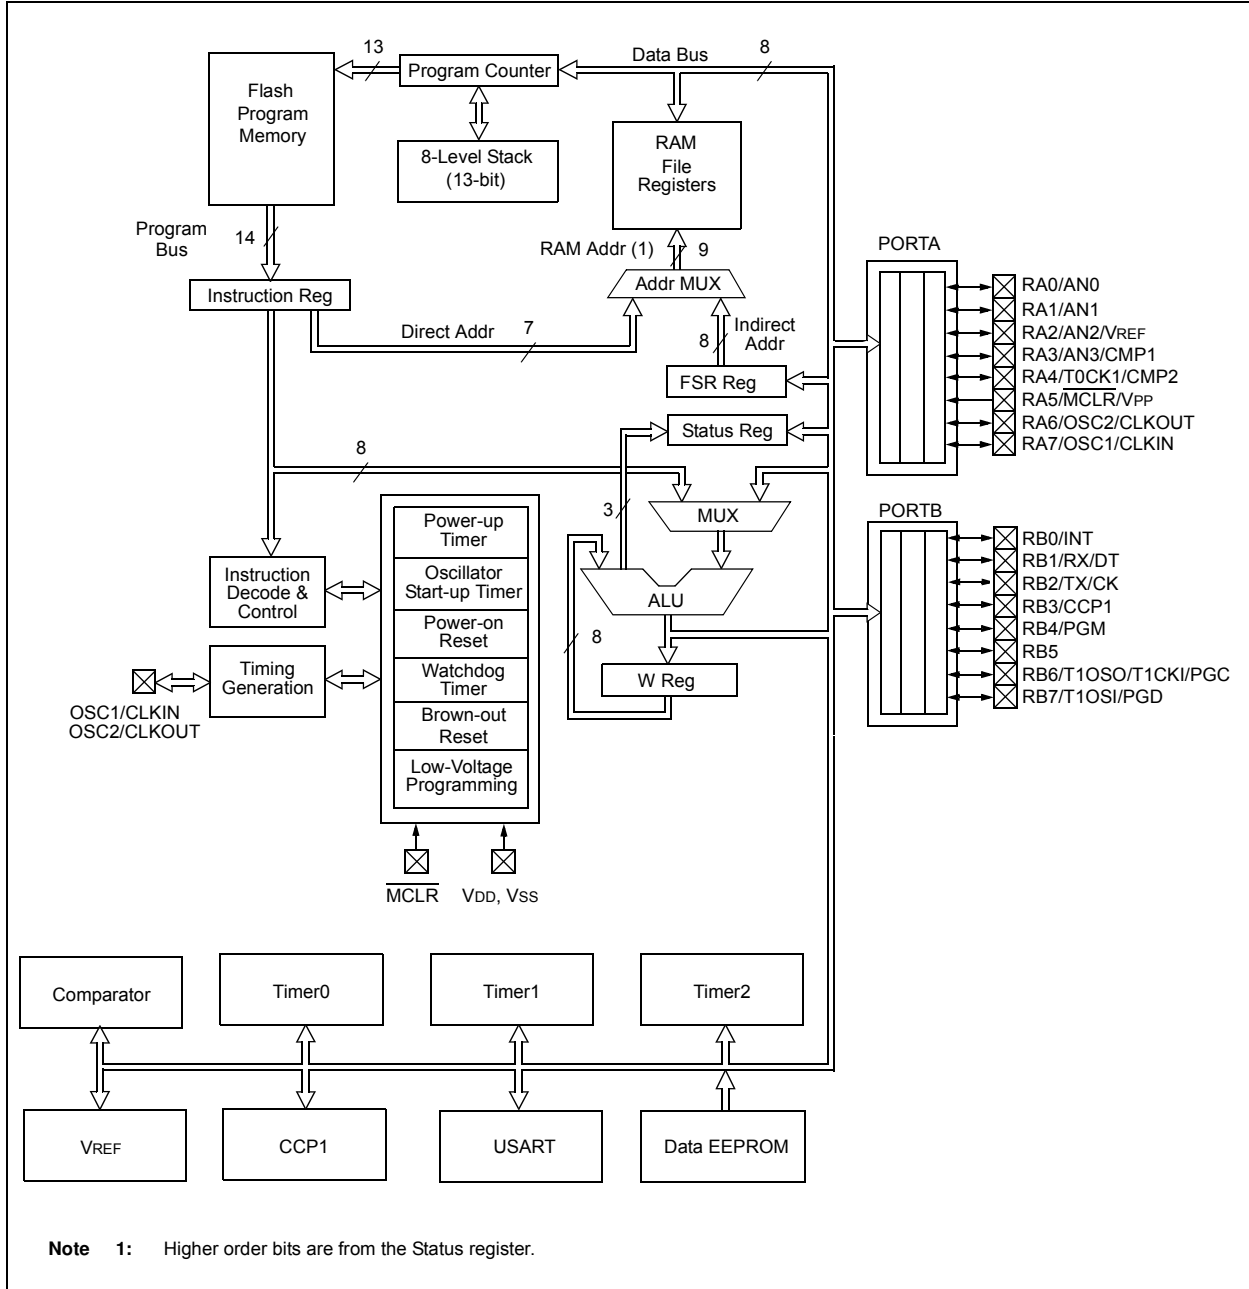 13
Program Counter
Data Bus
8
Flash
Program
Memory
8-Level Stack
(13-bit)
RAM
File
Registers
Program
Bus
14
RAM Addr (1)
9
PORTA
Instruction Reg
Addr MUX
Direct Addr
7
8
Indirect
Addr
FSR Reg
RA0/AN0
RA1/AN1
RA2/AN2/VREF
RA3/AN3/CMP1
RA4/T0CK1/CMP2
RA5/MCLR/VPP
RA6/OSC2/CLKOUT
RA7/OSC1/CLKIN
Status Reg
8
3
MUX
PORTB
Power-up
Timer
Oscillator
Start-up Timer
Power-on
Reset
Watchdog
Timer
Brown-out
Reset
Low-Voltage
Programming
Instruction
Decode &
Control
ALU
8
W Reg
Timing
Generation
OSC1/CLKIN
OSC2/CLKOUT
RB0/INT
RB1/RX/DT
RB2/TX/CK
RB3/CCP1
RB4/PGM
RB5
RB6/T1OSO/T1CKI/PGC
RB7/T1OSI/PGD
MCLR
VDD, VSS
Comparator
Timer0
Timer1
Timer2
VREF
CCP1
USART
Data EEPROM
Note 1: Higher order bits are from the Status register.